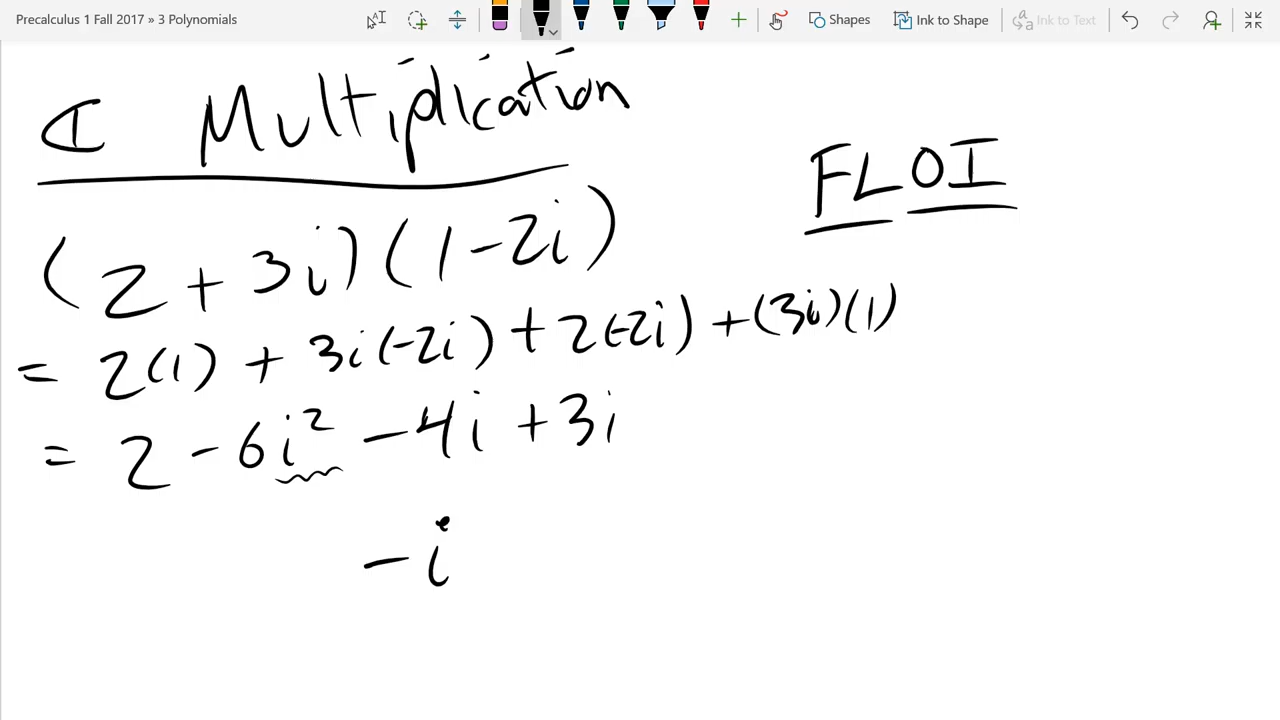 Precalculus 1 Fall 2017 » 3 Polynomials
Shapes
Ink to Shape
Ink to Text
ℂ Multiplication
FLOI
(2 + 3i)(1 - 2i)
= 2(1) + 3i(-2i) + 2(-2i) + (3i)(1)
= 2 - 6i² - 4i + 3i
- i